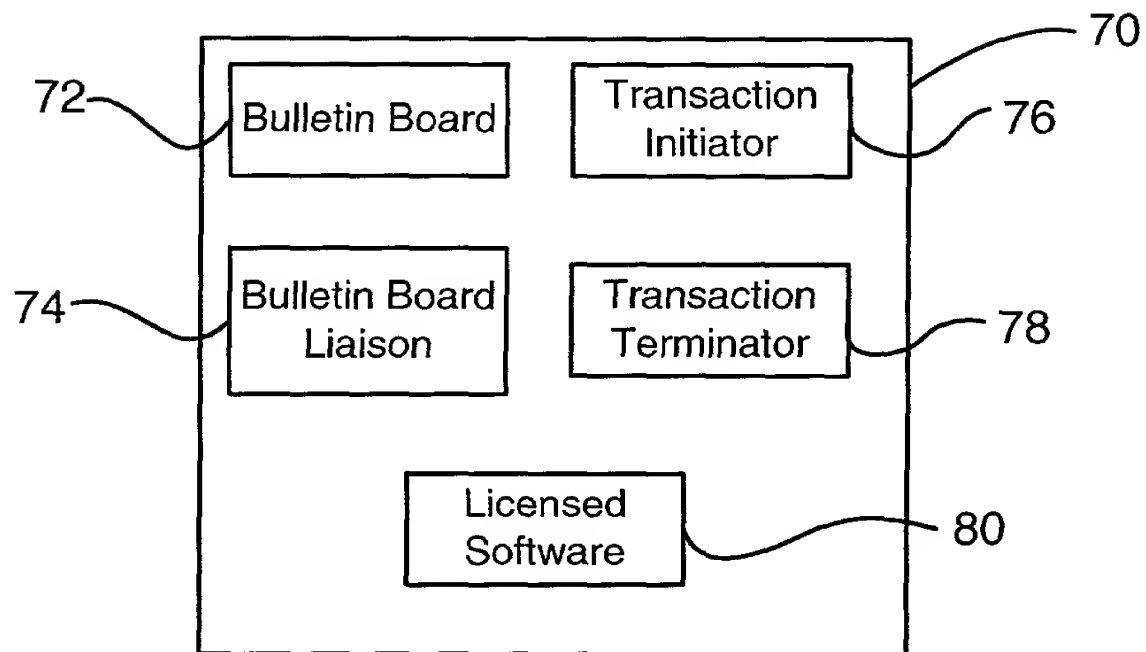 70
72
Bulletin Board
Transaction
Initiator
76
74
Bulletin Board
Liaison
Transaction
Terminator
78
Licensed
Software
80